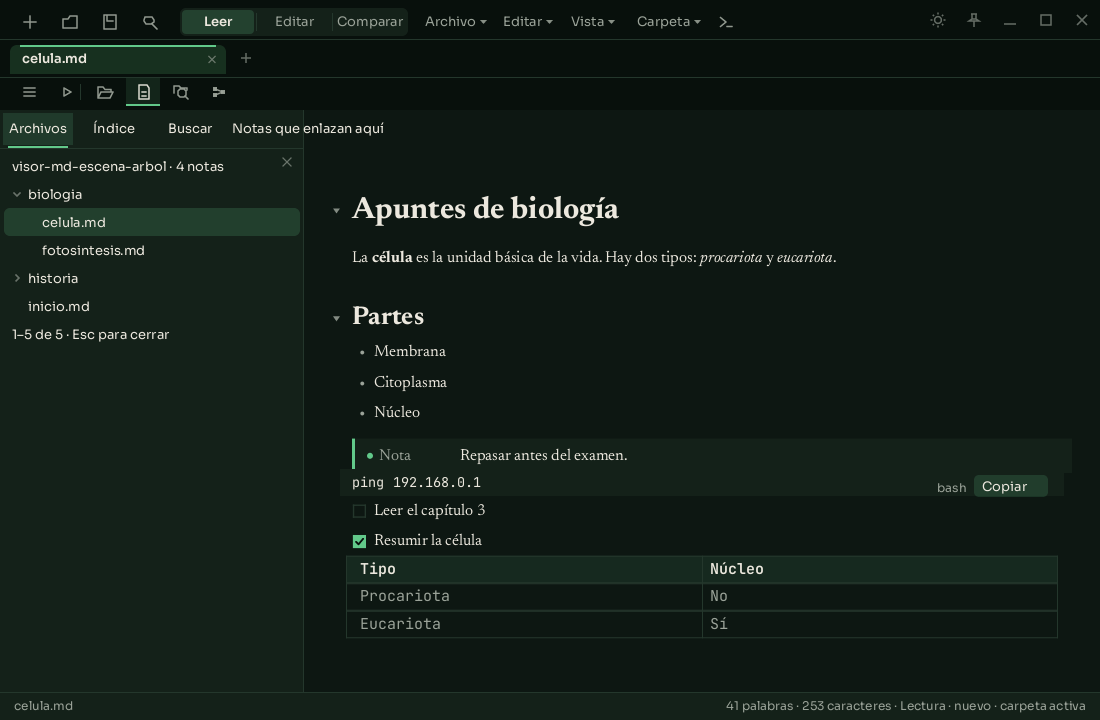 Leer Editar Comparar Archivo Editar Vista Carpeta
celula.md
Archivos Índice Buscar Notas que enlazan aquí
visor-md-escena-arbol · 4 notas
biologia
celula.md
fotosintesis.md
historia
inicio.md
1–5 de 5 · Esc para cerrar
Apuntes de biología
La célula es la unidad básica de la vida. Hay dos tipos: procariota y eucariota.
Partes
• Membrana
• Citoplasma
• Núcleo
● Nota Repasar antes del examen.
ping 192.168.0.1 bash Copiar
Leer el capítulo 3
Resumir la célula
Tipo Núcleo
Procariota No
Eucariota Sí
celula.md 41 palabras · 253 caracteres · Lectura · nuevo · carpeta activa